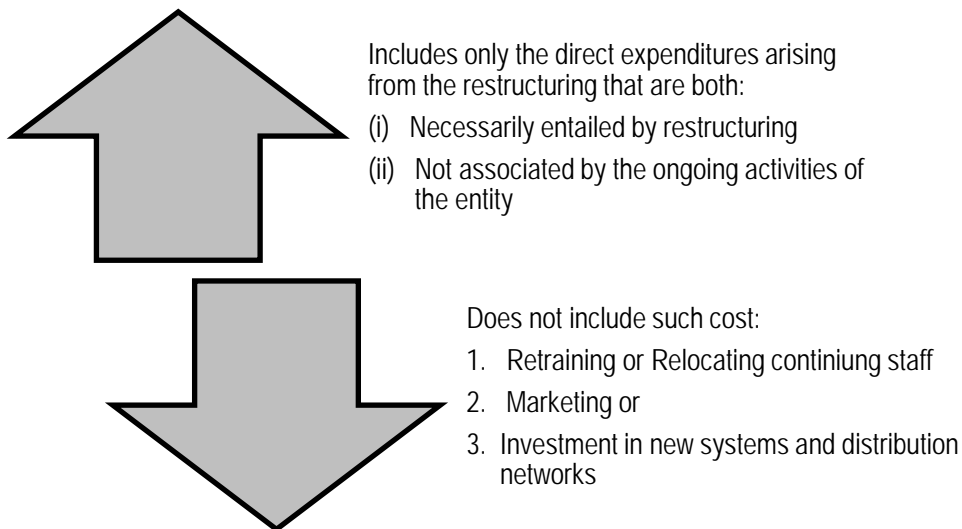 Includes only the direct expenditures arising
from the restructuring that are both:
(i) Necessarily entailed by restructuring
(ii) Not associated by the ongoing activities of
the entity
Does not include such cost:
1. Retraining or Relocating continiung staff
2. Marketing or
3. Investment in new systems and distribution
networks